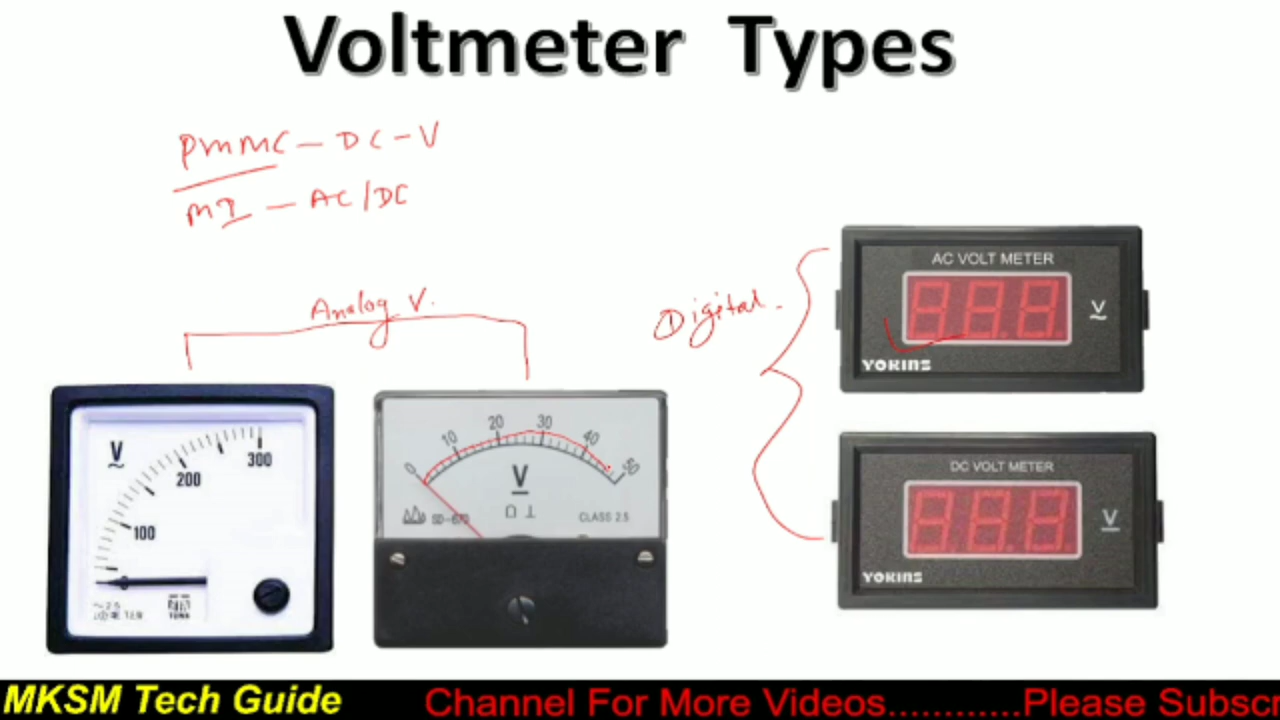 Voltmeter Types
PMMC - DC - V
MI - AC/DC
Analog V.
Digital.
AC VOLT METER
V
YOKINS
DC VOLT METER
V
YOKINS
V
100
200
300
0
10
20
30
40
50
V
SD-670
CLASS 2.5
MKSM Tech Guide
Channel For More Videos............Please Subscr